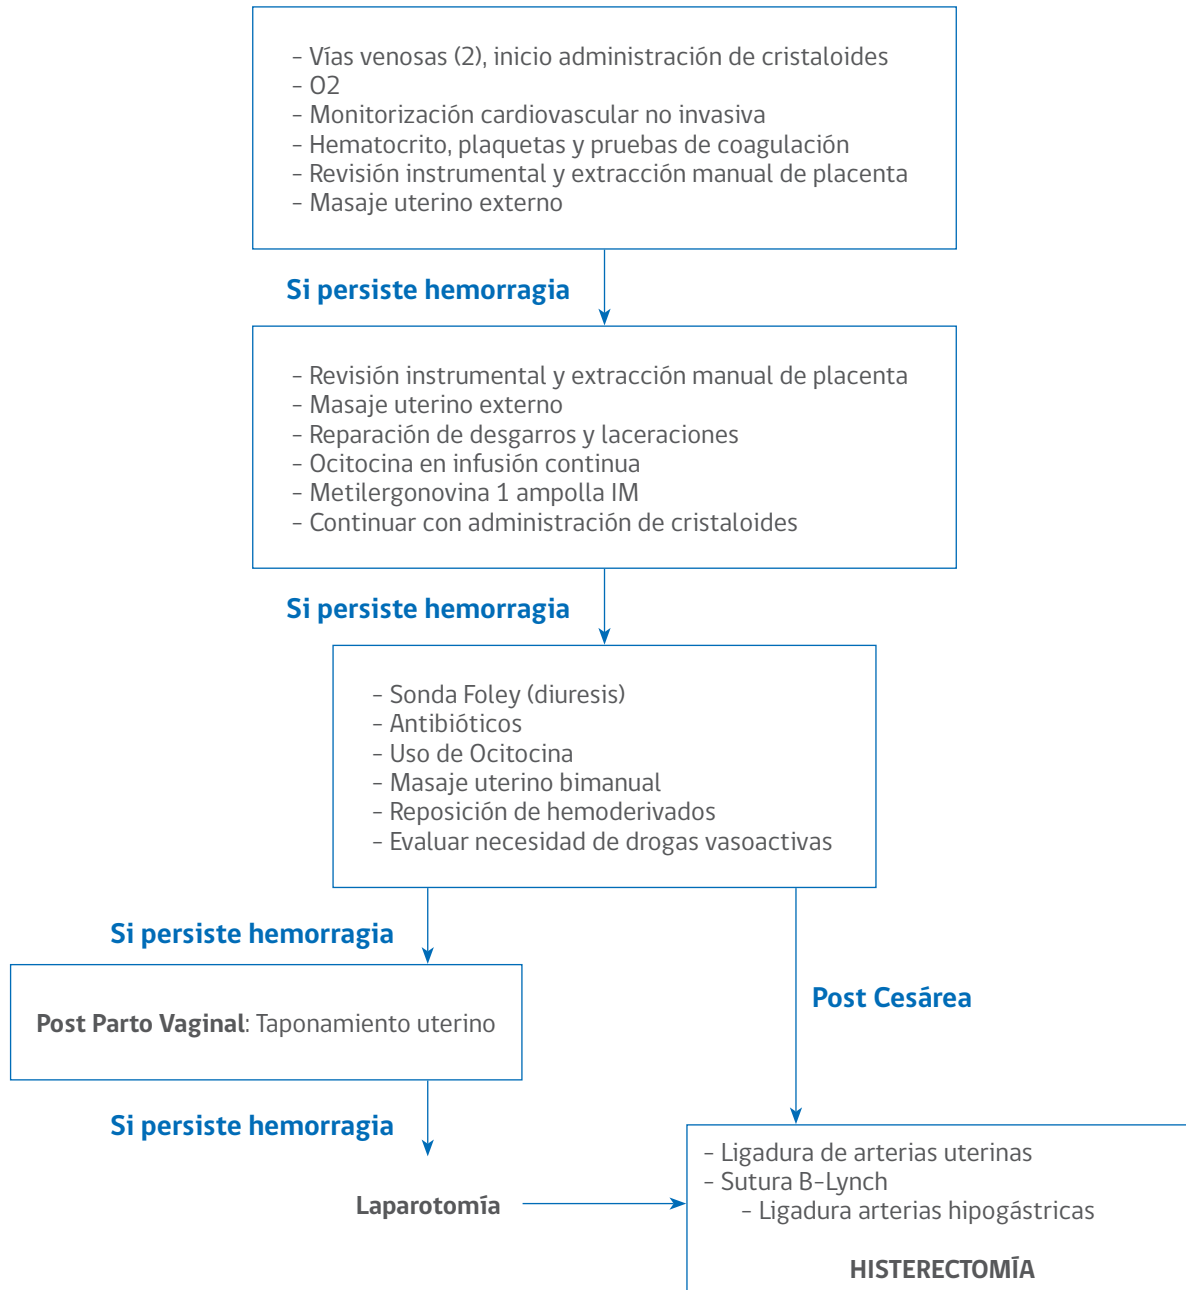 - Vías venosas (2), inicio administración de cristaloides
- O2
- Monitorización cardiovascular no invasiva
- Hematocrito, plaquetas y pruebas de coagulación
- Revisión instrumental y extracción manual de placenta
- Masaje uterino externo
Si persiste hemorragia
- Revisión instrumental y extracción manual de placenta
- Masaje uterino externo
- Reparación de desgarros y laceraciones
- Ocitocina en infusión continua
- Metilergonovina 1 ampolla IM
- Continuar con administración de cristaloides
Si persiste hemorragia
- Sonda Foley (diuresis)
- Antibióticos
- Uso de Ocitocina
- Masaje uterino bimanual
- Reposición de hemoderivados
- Evaluar necesidad de drogas vasoactivas
Si persiste hemorragia
Post Parto Vaginal: Taponamiento uterino
Si persiste hemorragia
Laparotomía
Post Cesárea
- Ligadura de arterias uterinas
- Sutura B-Lynch
- Ligadura arterias hipogástricas
HISTERECTOMÍA